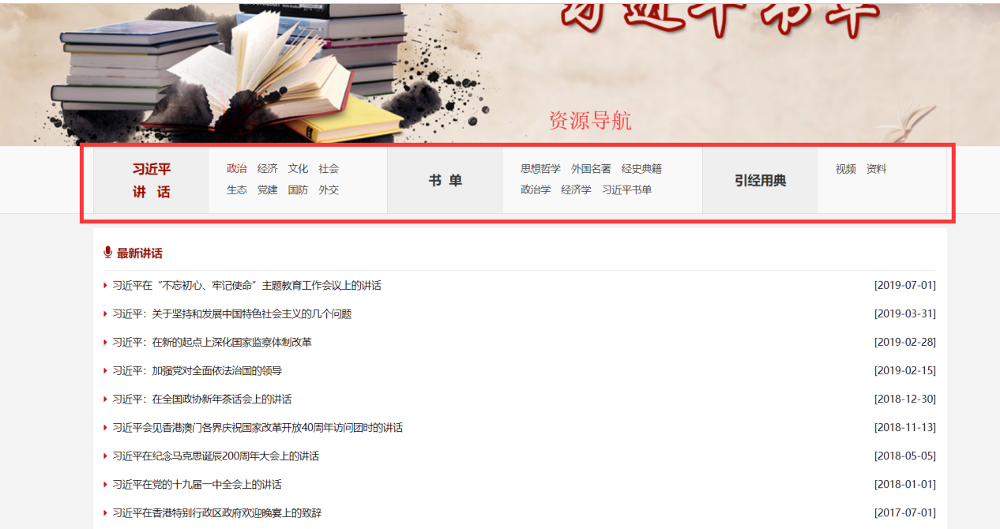 习近平书单
资源导航
习近平
讲 话
政治 经济 文化 社会
生态 党建 国防 外交
书 单
思想哲学 外国名著 经史典籍
政治学 经济学 习近平书单
引经用典
视频 资料
最新讲话
习近平在“不忘初心、牢记使命”主题教育工作会议上的讲话 [2019-07-01]
习近平：关于坚持和发展中国特色社会主义的几个问题 [2019-03-31]
习近平：在新的起点上深化国家监察体制改革 [2019-02-28]
习近平：加强党对全面依法治国的领导 [2019-02-15]
习近平：在全国政协新年茶话会上的讲话 [2018-12-30]
习近平会见香港澳门各界庆祝国家改革开放40周年访问团时的讲话 [2018-11-13]
习近平在纪念马克思诞辰200周年大会上的讲话 [2018-05-05]
习近平在党的十九届一中全会上的讲话 [2018-01-01]
习近平在香港特别行政区政府欢迎晚宴上的致辞 [2017-07-01]